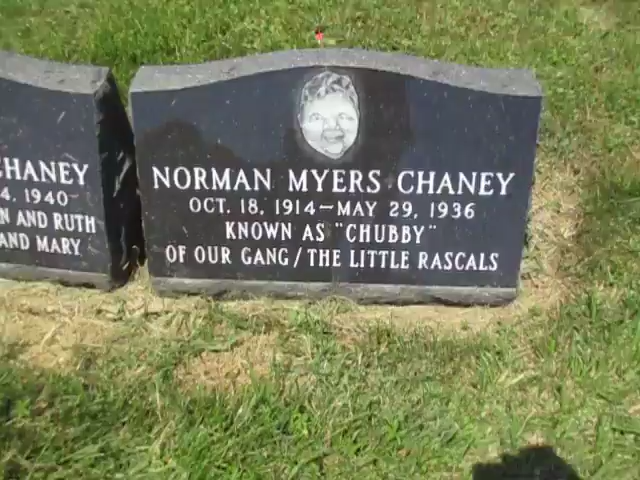 CHANEY
4, 1940
N AND RUTH
AND MARY
NORMAN MYERS CHANEY
OCT. 18, 1914–MAY 29, 1936
KNOWN AS "CHUBBY"
OF OUR GANG/THE LITTLE RASCALS